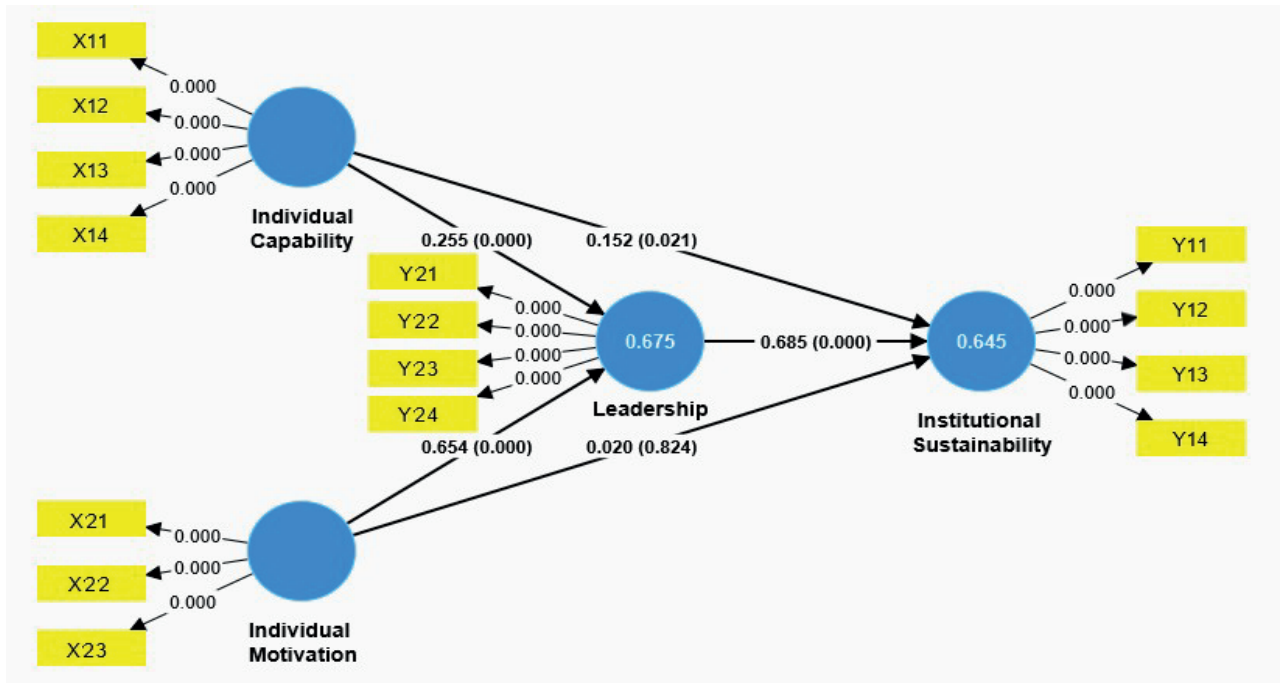 X11
0.000
X12
0.000
X13
0.000
X14
0.000
Individual
Capability
0.255 (0.000)
0.152 (0.021)
Y21
0.000
Y22
0.000
Y23
0.000
Y24
0.000
0.675
Leadership
0.685 (0.000)
0.645
Institutional
Sustainability
Y11
0.000
Y12
0.000
Y13
0.000
Y14
0.000
0.654 (0.000)
0.020 (0.824)
X21
0.000
X22
0.000
X23
0.000
Individual
Motivation